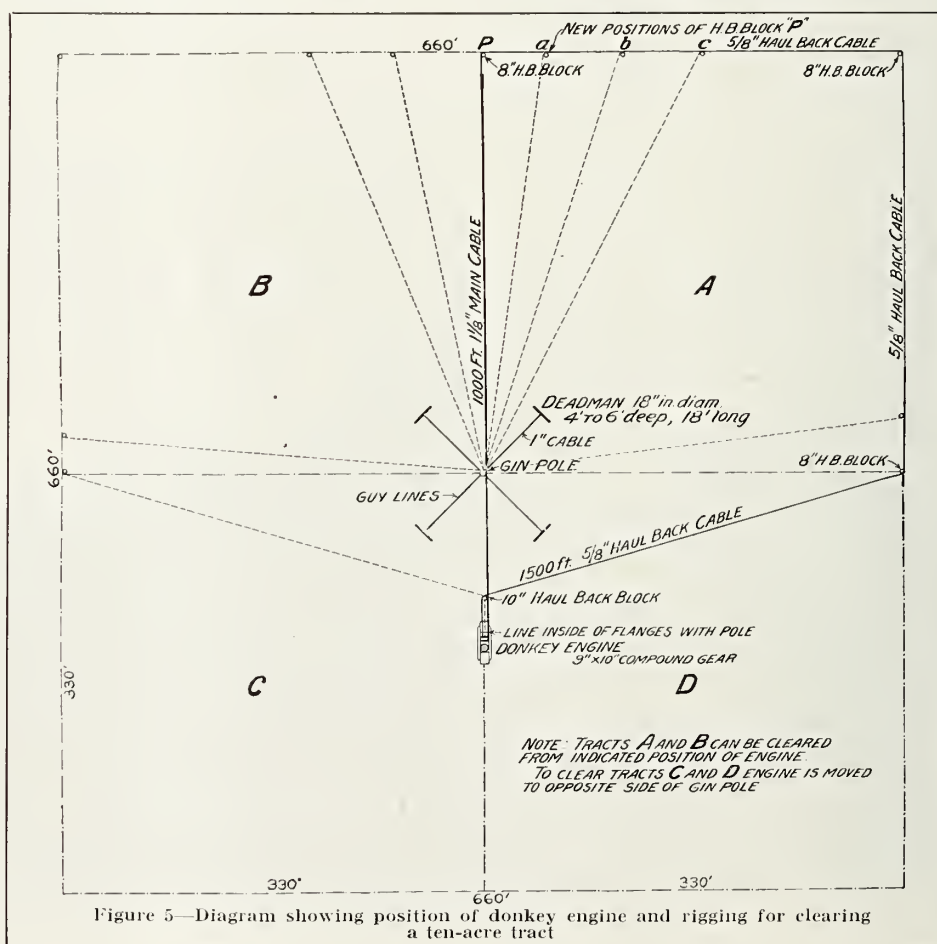 NEW POSITIONS OF H.B. BLOCK "P"
660' P a b c 5/8" HAUL BACK CABLE
8" H.B. BLOCK
8" H.B. BLOCK
1000 FT. 1 1/8" MAIN CABLE
5/8" HAUL BACK CABLE
B
A
DEADMAN 18" in diam.
4' TO 6' deep, 18' long
1" CABLE
GIN-POLE
8" H.B. BLOCK
660'
GUY LINES
1500 ft. 5/8" HAUL BACK CABLE
10" HAUL BACK BLOCK
LINE INSIDE OF FLANGES WITH POLE
DONKEY ENGINE
9"x10" COMPOUND GEAR
330'
C
D
NOTE: TRACTS A AND B CAN BE CLEARED
FROM INDICATED POSITION OF ENGINE.
TO CLEAR TRACTS C AND D ENGINE IS MOVED
TO OPPOSITE SIDE OF GIN POLE
330'
330'
660'
Figure 5—Diagram showing position of donkey engine and rigging for clearing
a ten-acre tract